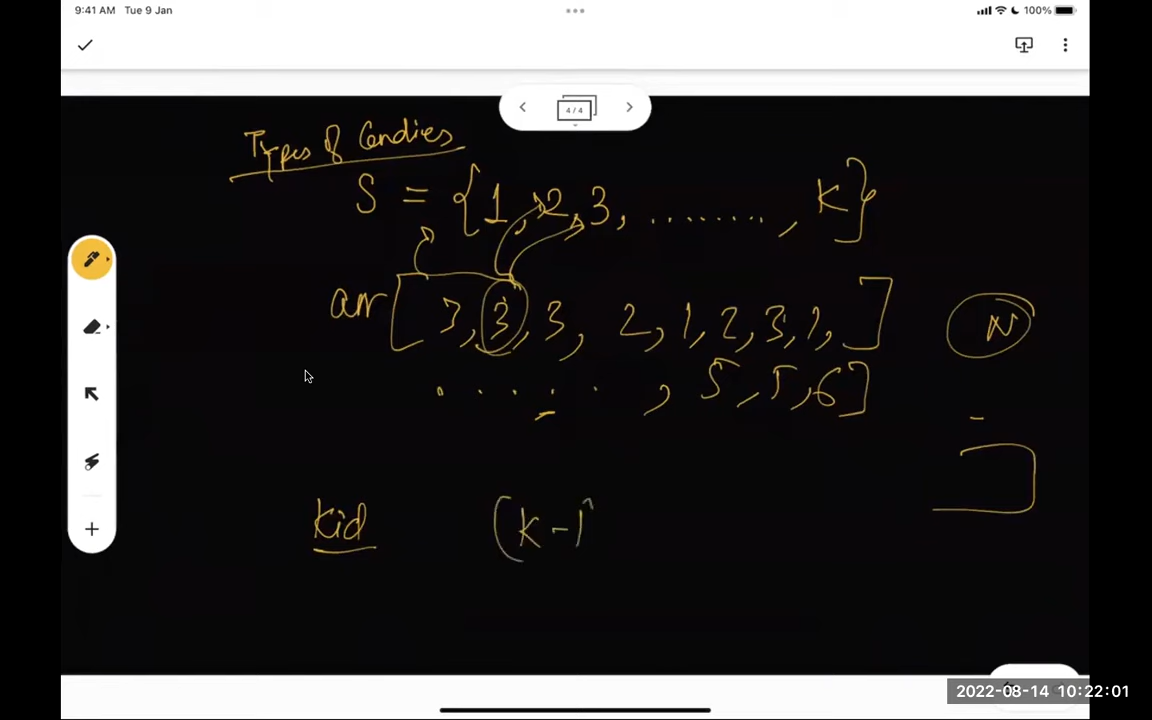 9:41 AM Tue 9 Jan
100%
4 / 4
Types of Candies
S = {1, 2, 3, ........., K}
arr [ 3, 3, 3, 2, 1, 2, 3, 1, ]
N
. . . . . , 5, 5, 6]
Kid (K-1)
2022-08-14 10:22:01